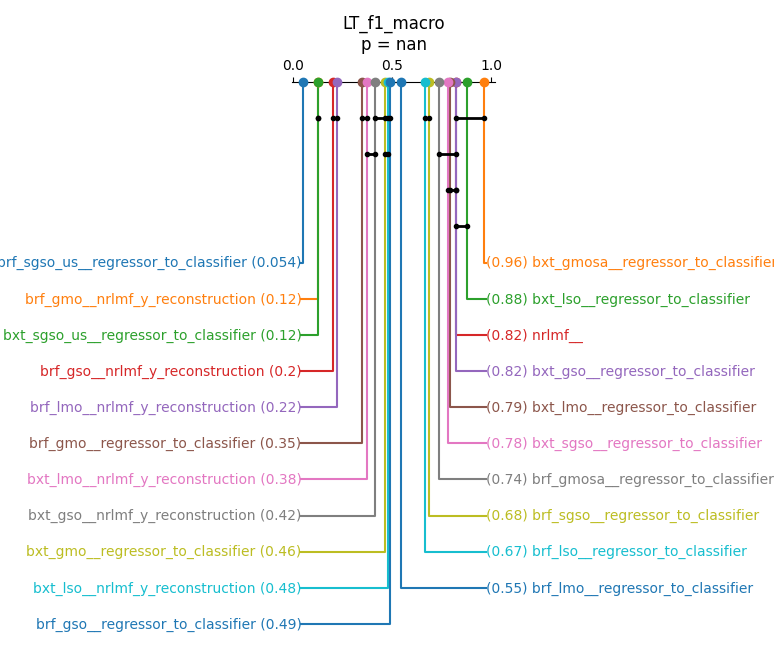 LT_f1_macro
p = nan
0.0 0.5 1.0
brf_sgso_us__regressor_to_classifier (0.054)
(0.96) bxt_gmosa__regressor_to_classifier
brf_gmo__nrlmf_y_reconstruction (0.12)
(0.88) bxt_lso__regressor_to_classifier
bxt_sgso_us__regressor_to_classifier (0.12)
(0.82) nrlmf__
brf_gso__nrlmf_y_reconstruction (0.2)
(0.82) bxt_gso__regressor_to_classifier
brf_lmo__nrlmf_y_reconstruction (0.22)
(0.79) bxt_lmo__regressor_to_classifier
brf_gmo__regressor_to_classifier (0.35)
(0.78) bxt_sgso__regressor_to_classifier
bxt_lmo__nrlmf_y_reconstruction (0.38)
(0.74) brf_gmosa__regressor_to_classifier
bxt_gso__nrlmf_y_reconstruction (0.42)
(0.68) brf_sgso__regressor_to_classifier
bxt_gmo__regressor_to_classifier (0.46)
(0.67) brf_lso__regressor_to_classifier
bxt_lso__nrlmf_y_reconstruction (0.48)
(0.55) brf_lmo__regressor_to_classifier
brf_gso__regressor_to_classifier (0.49)